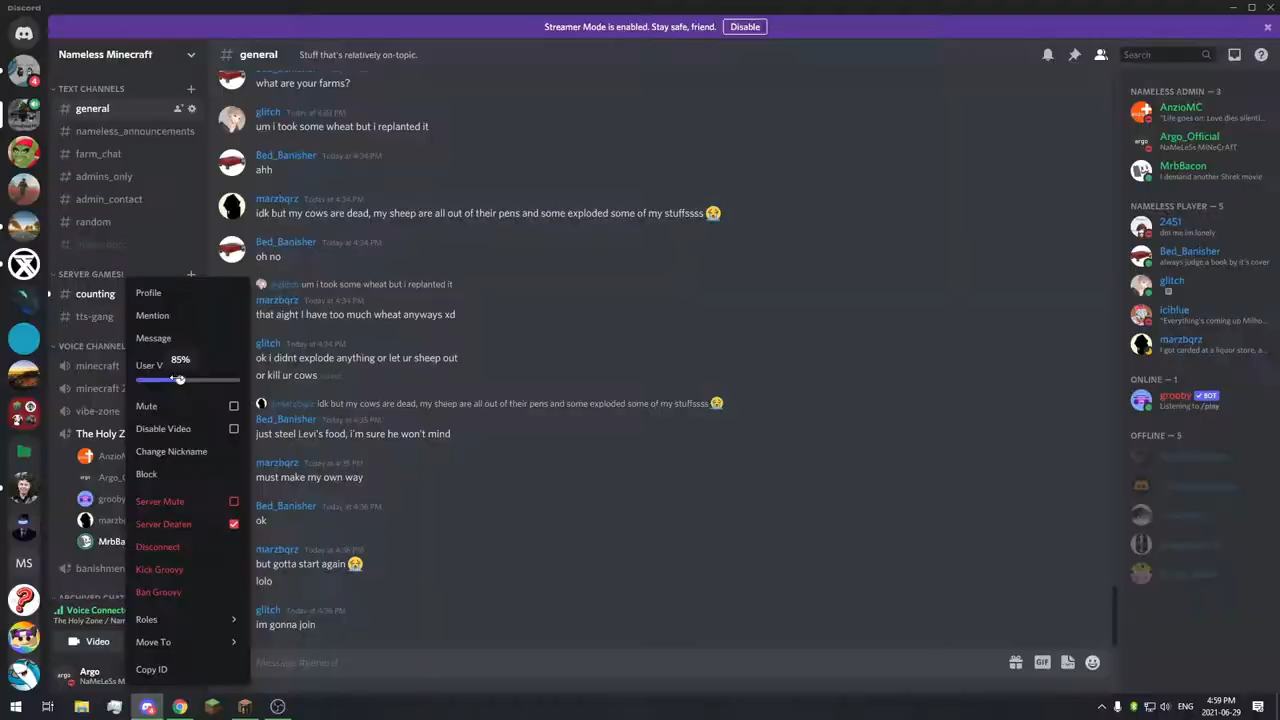 Discord
Streamer Mode is enabled. Stay safe, friend.
Disable
Nameless Minecraft
# general
Stuff that's relatively on-topic.
Search
TEXT CHANNELS
# general
# nameless_announcements
# farm_chat
# admins_only
# admin_contact
# random
SERVER GAMES!
# counting
# tts-gang
VOICE CHANNEL
minecraft
minecraft
vibe-zone
The Holy Z
AnzioM
Argo_
groovy
marzb
MrbBa
banishmen
Voice Connect
The Holy Zone / Nam
Video
Argo
NaMeLeSs M
4
MS
Profile
Mention
Message
User V
85%
Mute
Disable Video
Change Nickname
Block
Server Mute
Server Deafen
Disconnect
Kick Groovy
Ban Groovy
Roles
Move To
Copy ID
Bed_Banisher
what are your farms?
glitch Today at 4:33 PM
um i took some wheat but i replanted it
Bed_Banisher Today at 4:34 PM
ahh
marzbqrz Today at 4:34 PM
idk but my cows are dead, my sheep are all out of their pens and some exploded some of my stuffssss 😭
Bed_Banisher Today at 4:34 PM
oh no
@glitch um i took some wheat but i replanted it
marzbqrz Today at 4:34 PM
that aight I have too much wheat anyways xd
glitch Today at 4:34 PM
ok i didnt explode anything or let ur sheep out
or kill ur cows
@marzbqrz idk but my cows are dead, my sheep are all out of their pens and some exploded some of my stuffssss 😭
Bed_Banisher Today at 4:35 PM
just steel Levi's food, i'm sure he won't mind
marzbqrz Today at 4:35 PM
must make my own way
Bed_Banisher Today at 4:36 PM
ok
marzbqrz Today at 4:36 PM
but gotta start again 😭
lolo
glitch Today at 4:36 PM
im gonna join
Message #general
GIF
NAMELESS ADMIN — 3
AnzioMC
"Life goes on: Love dies silenti...
Argo_Official
NaMeLeSs MiNeCrAfT
MrbBacon
I demand another Shrek movie
NAMELESS PLAYER — 5
2451
dnt me im lonely
Bed_Banisher
always judge a book by it's cover
glitch
iciblue
"Everything's coming up Milho...
marzbqrz
I got carded at a liquor store, a...
ONLINE — 1
groovy ✓ BOT
Listening to /play
OFFLINE — 5
ENG
4:59 PM
2021-06-29